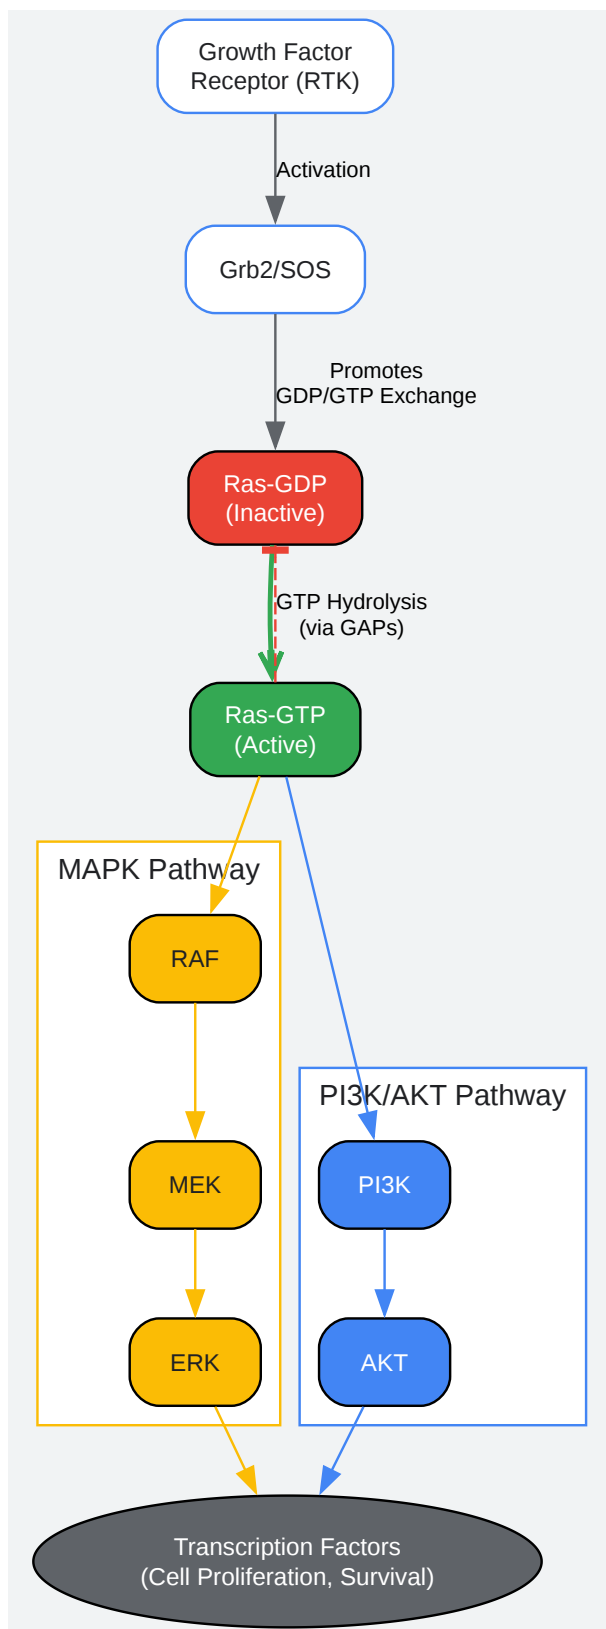 Growth Factor
Receptor (RTK)
Activation
Grb2/SOS
Promotes
GDP/GTP Exchange
Ras-GDP
(Inactive)
GTP Hydrolysis
(via GAPs)
Ras-GTP
(Active)
MAPK Pathway
RAF
PI3K/AKT Pathway
MEK
PI3K
ERK
AKT
Transcription Factors
(Cell Proliferation, Survival)